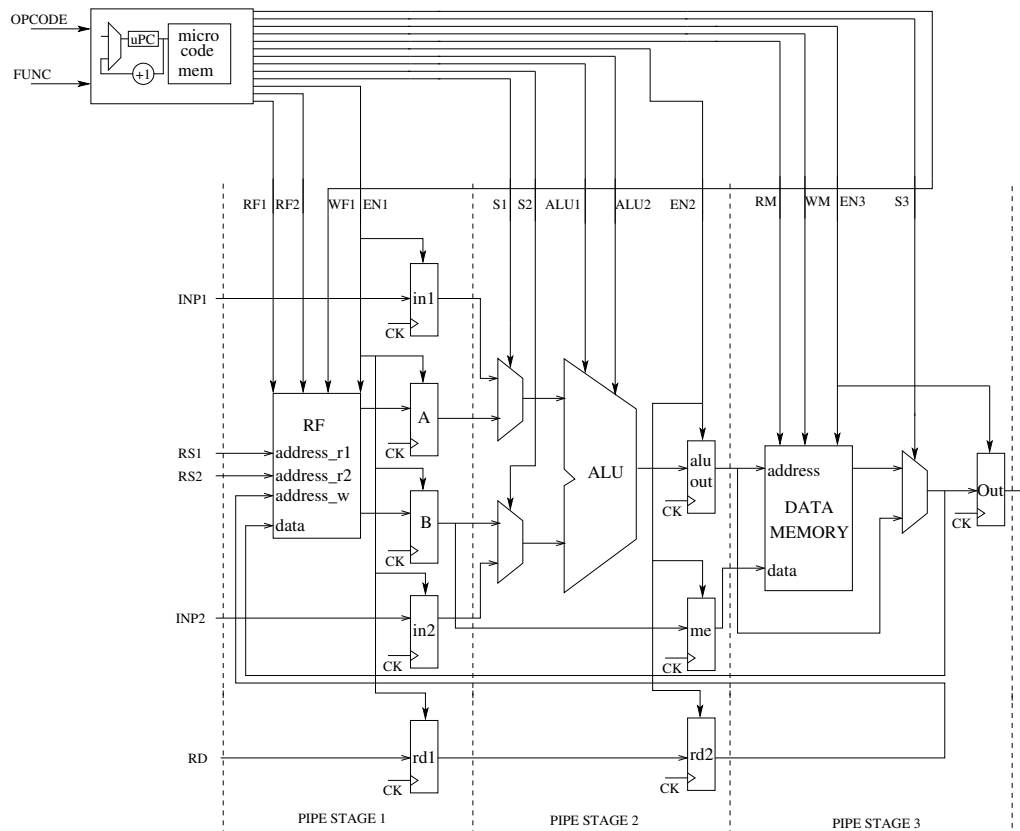 OPCODE
FUNC
uPC
+1
micro
code
mem
RF1
RF2
WF1
EN1
S1
S2
ALU1
ALU2
EN2
RM
WM
EN3
S3
INP1
in1
CK
RF
A
CK
RS1
address_r1
RS2
address_r2
address_w
data
B
CK
ALU
alu
out
CK
address
DATA
MEMORY
data
Out
CK
INP2
in2
CK
me
CK
RD
rd1
CK
rd2
CK
PIPE STAGE 1
PIPE STAGE 2
PIPE STAGE 3